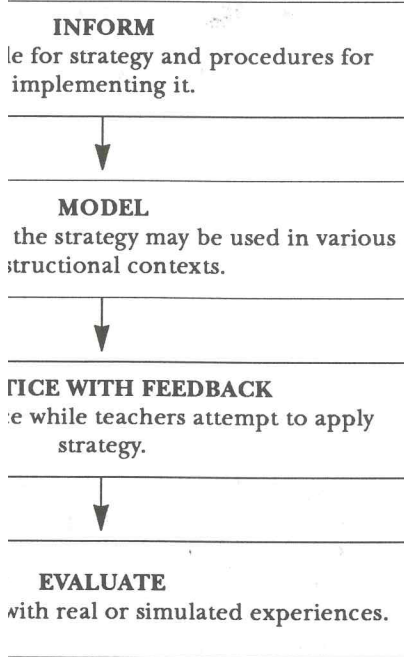 INFORM
le for strategy and procedures for
implementing it.
MODEL
the strategy may be used in various
structional contexts.
TICE WITH FEEDBACK
e while teachers attempt to apply
strategy.
EVALUATE
with real or simulated experiences.